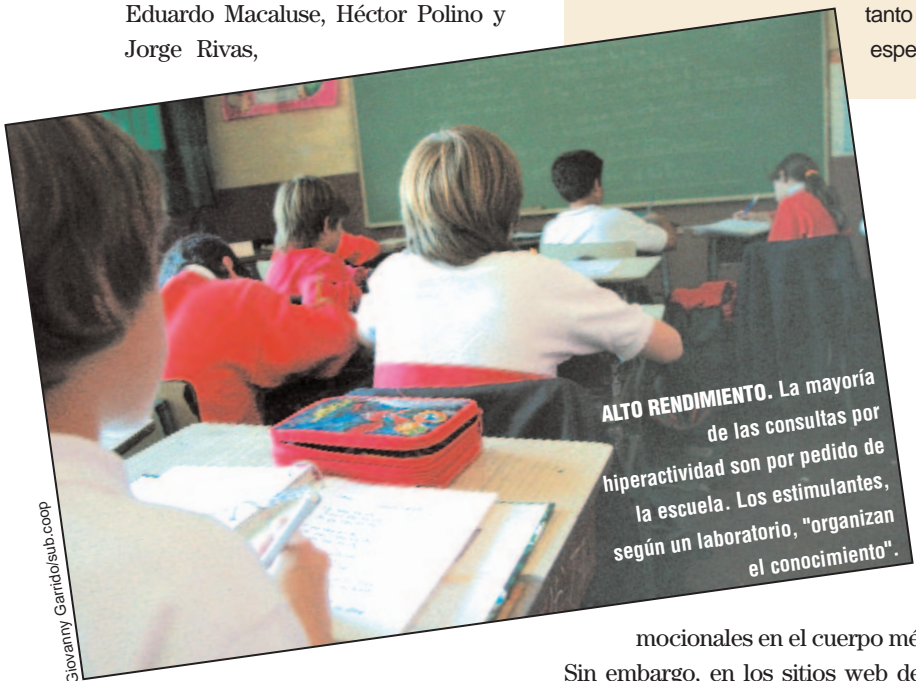 Eduardo Macaluse, Héctor Polino y
Jorge Rivas,
tanto
espe
ALTO RENDIMIENTO. La mayoría
de las consultas por
hiperactividad son por pedido de
la escuela. Los estimulantes,
según un laboratorio, "organizan
el conocimiento".
Giovanny Garrido/sub.coop
mocionales en el cuerpo mé
Sin embargo, en los sitios web de